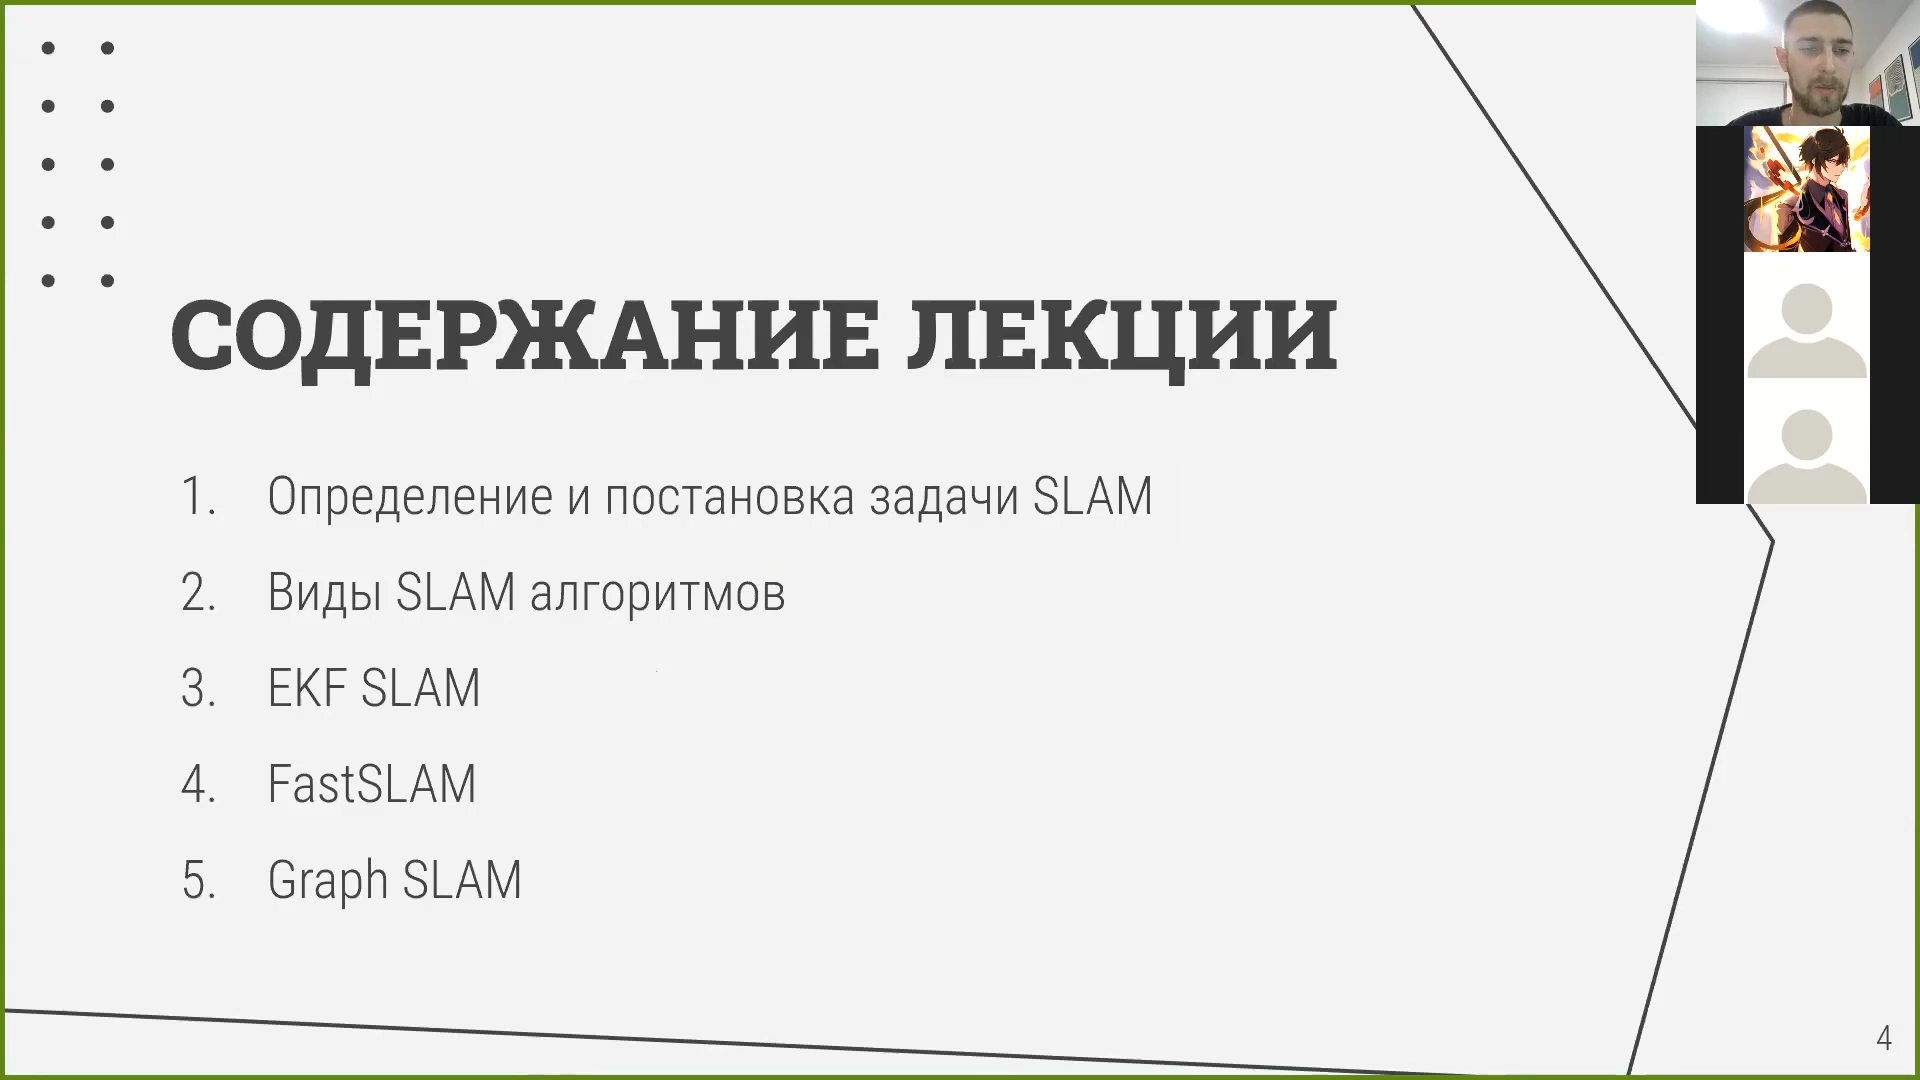 СОДЕРЖАНИЕ ЛЕКЦИИ
1. Определение и постановка задачи SLAM
2. Виды SLAM алгоритмов
3. EKF SLAM
4. FastSLAM
5. Graph SLAM
4